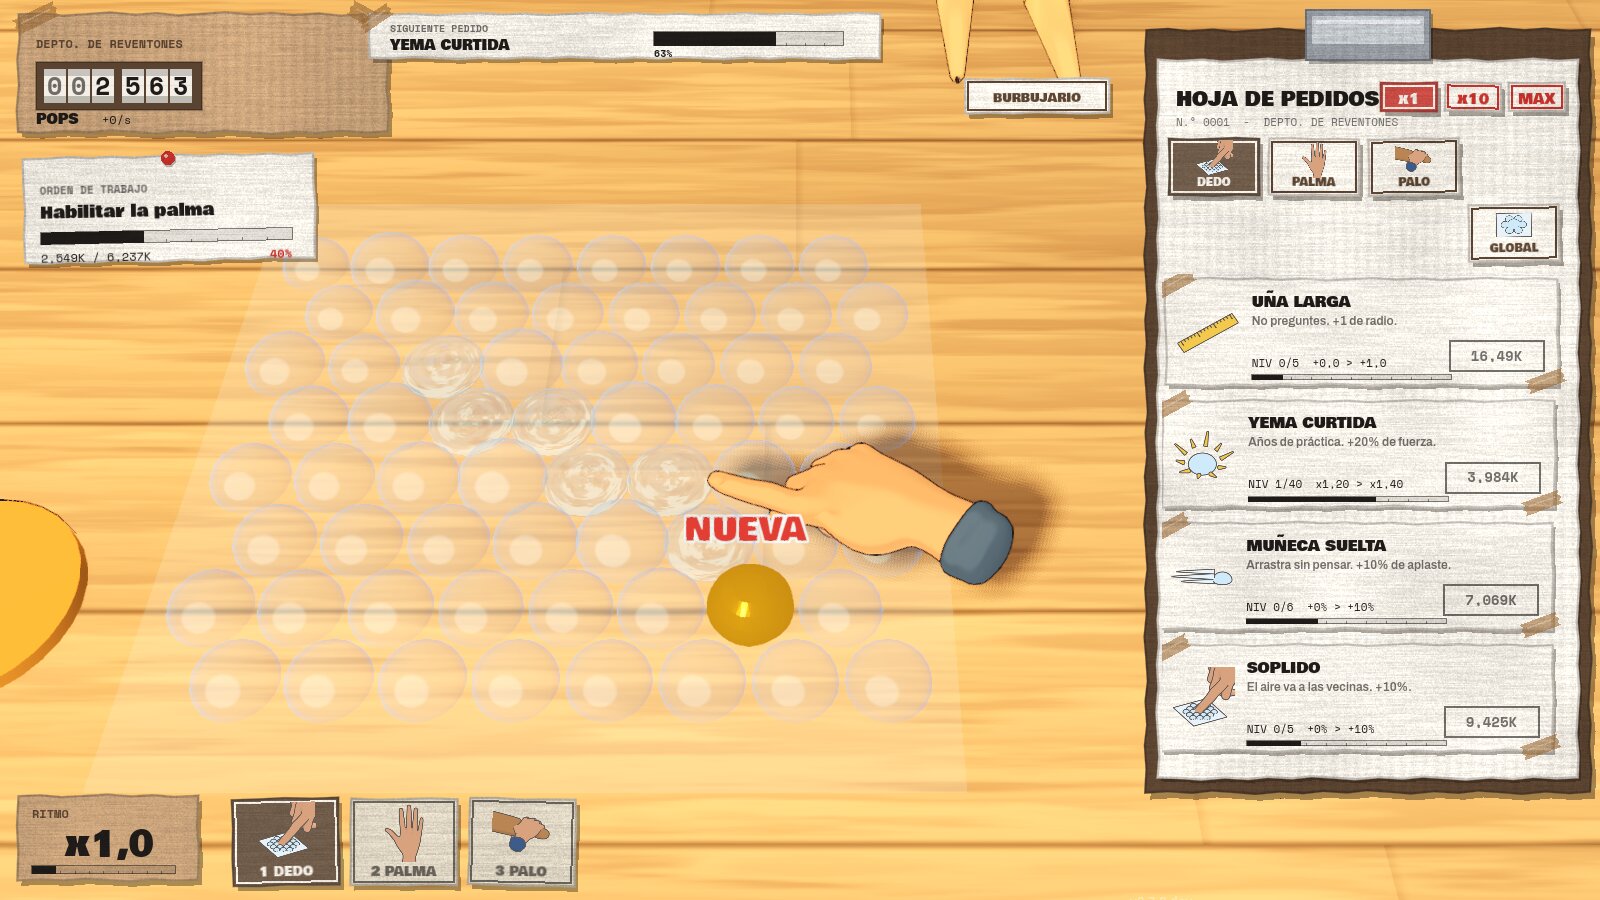 DEPTO. DE REVENTONES
002563
POPS +0/s
SIGUIENTE PEDIDO
YEMA CURTIDA
63%
BURBUJARIO
ORDEN DE TRABAJO
Habilitar la palma
2,549K / 6,237K
40%
NUEVA
HOJA DE PEDIDOS
x1
x10
MAX
N.° 0001 - DEPTO. DE REVENTONES
DEDO
PALMA
PALO
GLOBAL
UÑA LARGA
No preguntes. +1 de radio.
NIV 0/5 +0,0 > +1,0
16,49K
YEMA CURTIDA
Años de práctica. +20% de fuerza.
NIV 1/40 x1,20 > x1,40
3,984K
MUÑECA SUELTA
Arrastra sin pensar. +10% de aplaste.
NIV 0/6 +0% > +10%
7,069K
SOPLIDO
El aire va a las vecinas. +10%.
NIV 0/5 +0% > +10%
9,425K
RITMO
x1,0
1 DEDO
2 PALMA
3 PALO